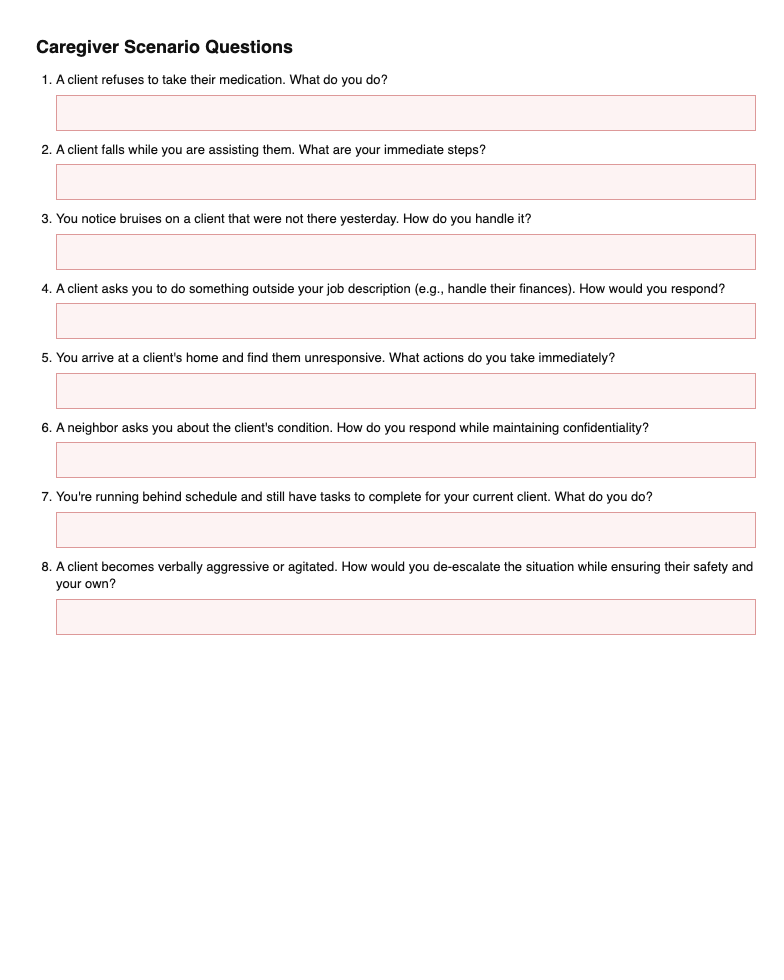 Caregiver Scenario Questions
1. A client refuses to take their medication. What do you do?
2. A client falls while you are assisting them. What are your immediate steps?
3. You notice bruises on a client that were not there yesterday. How do you handle it?
4. A client asks you to do something outside your job description (e.g., handle their finances). How would you respond?
5. You arrive at a client's home and find them unresponsive. What actions do you take immediately?
6. A neighbor asks you about the client's condition. How do you respond while maintaining confidentiality?
7. You're running behind schedule and still have tasks to complete for your current client. What do you do?
8. A client becomes verbally aggressive or agitated. How would you de-escalate the situation while ensuring their safety and
your own?